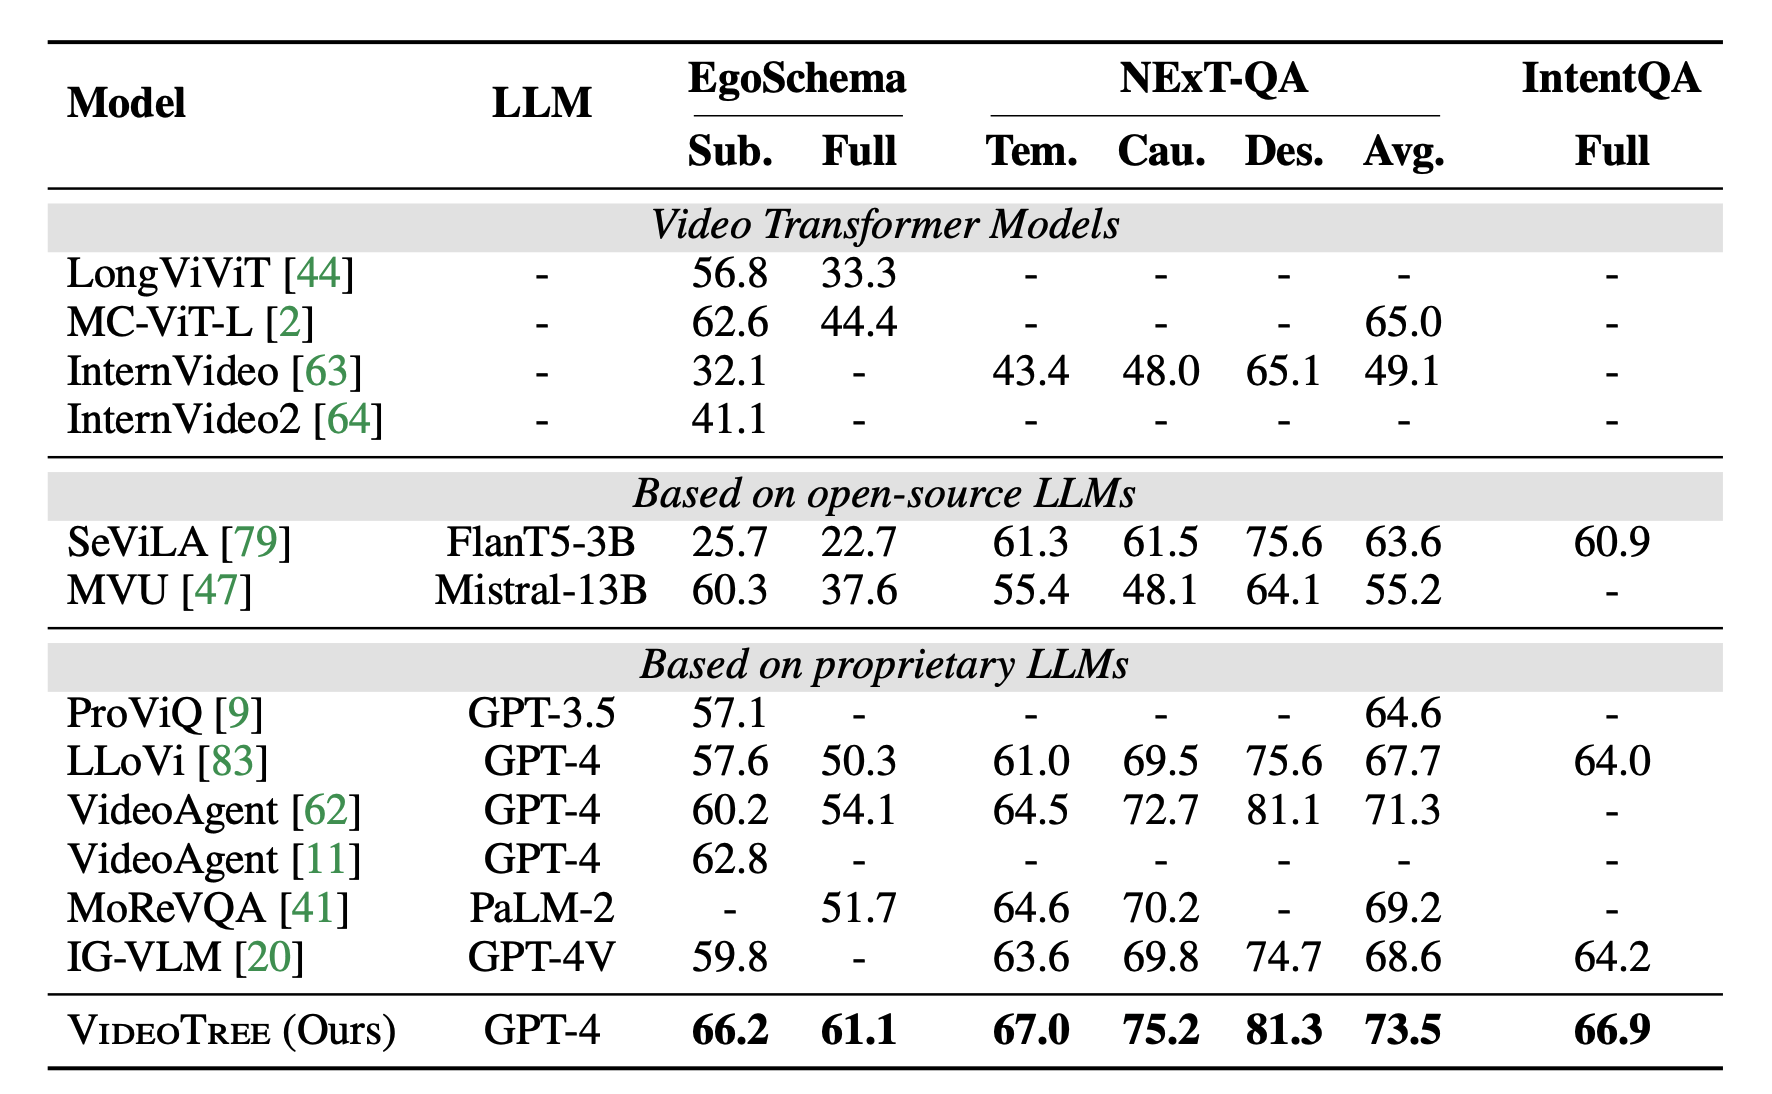 Model LLM EgoSchema NExT-QA IntentQA
Sub. Full Tem. Cau. Des. Avg. Full
Video Transformer Models
LongViViT [44] - 56.8 33.3 - - - - -
MC-ViT-L [2] - 62.6 44.4 - - - 65.0 -
InternVideo [63] - 32.1 - 43.4 48.0 65.1 49.1 -
InternVideo2 [64] - 41.1 - - - - - -
Based on open-source LLMs
SeViLA [79] FlanT5-3B 25.7 22.7 61.3 61.5 75.6 63.6 60.9
MVU [47] Mistral-13B 60.3 37.6 55.4 48.1 64.1 55.2 -
Based on proprietary LLMs
ProViQ [9] GPT-3.5 57.1 - - - - 64.6 -
LLoVi [83] GPT-4 57.6 50.3 61.0 69.5 75.6 67.7 64.0
VideoAgent [62] GPT-4 60.2 54.1 64.5 72.7 81.1 71.3 -
VideoAgent [11] GPT-4 62.8 - - - - - -
MoReVQA [41] PaLM-2 - 51.7 64.6 70.2 - 69.2 -
IG-VLM [20] GPT-4V 59.8 - 63.6 69.8 74.7 68.6 64.2
VIDEOTREE (Ours) GPT-4 66.2 61.1 67.0 75.2 81.3 73.5 66.9